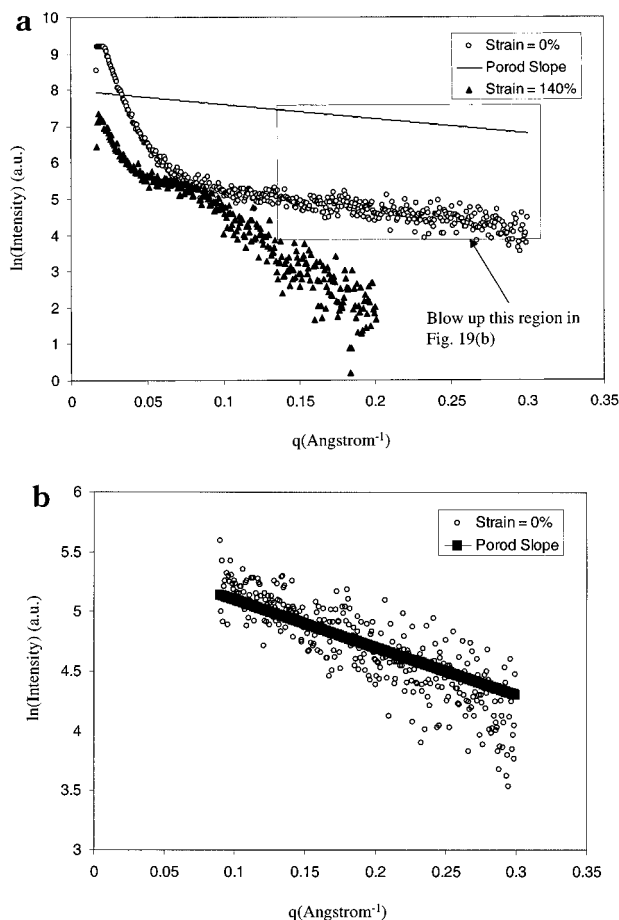 a
10
9
8
7
6
5
4
3
2
1
0
ln(Intensity) (a.u.)
Strain = 0%
Porod Slope
Strain = 140%
Blow up this region in
Fig. 19(b)
0 0.05 0.1 0.15 0.2 0.25 0.3 0.35
q(Angstrom⁻¹)
b
6
5.5
5
4.5
4
3.5
3
ln(Intensity) (a.u.)
Strain = 0%
Porod Slope
0 0.05 0.1 0.15 0.2 0.25 0.3 0.35
q(Angstrom⁻¹)